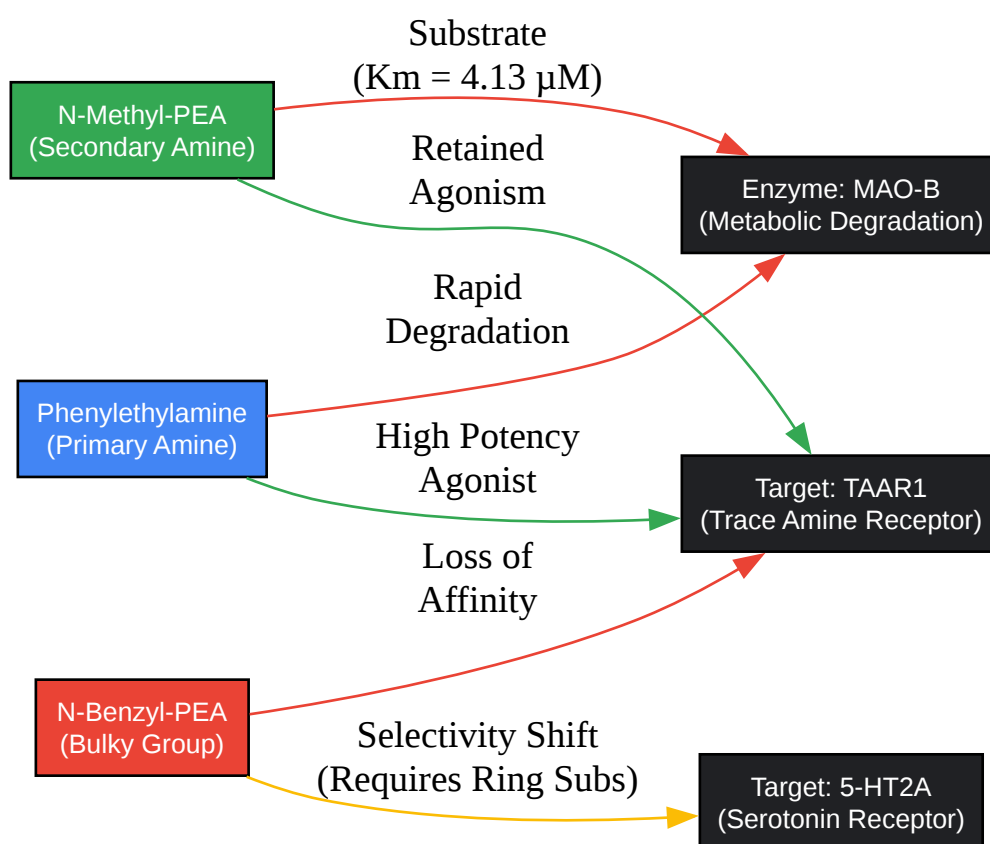 Substrate
(Km = 4.13 µM)
N-Methyl-PEA
(Secondary Amine)
Retained
Agonism
Enzyme: MAO-B
(Metabolic Degradation)
Rapid
Degradation
Phenylethylamine
(Primary Amine)
High Potency
Agonist
Target: TAAR1
(Trace Amine Receptor)
Loss of
Affinity
N-Benzyl-PEA
(Bulky Group)
Selectivity Shift
(Requires Ring Subs)
Target: 5-HT2A
(Serotonin Receptor)